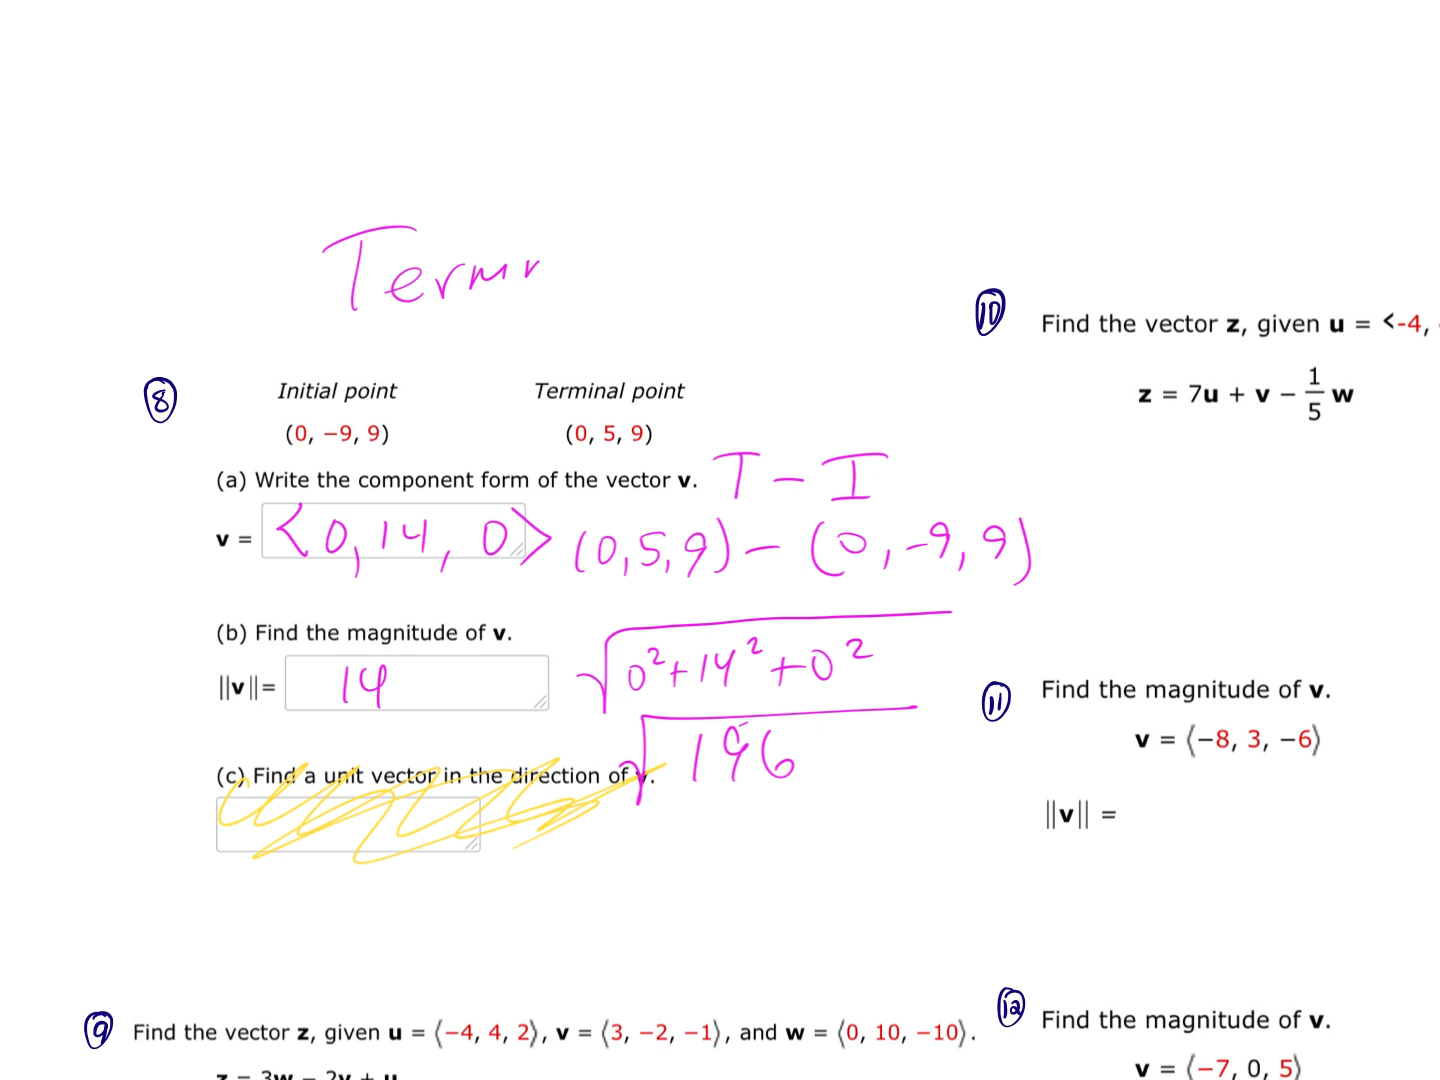 Term
⑧ Initial point Terminal point
(0, −9, 9) (0, 5, 9)
(a) Write the component form of the vector v. T − I
v = <0, 14, 0> (0,5,9) − (0, -9, 9)
(b) Find the magnitude of v. √0²+14²+0²
||v||= 14
√196
(c) Find a unit vector in the direction of v.
⑨ Find the vector z, given u = ⟨−4, 4, 2⟩, v = ⟨3, −2, −1⟩, and w = ⟨0, 10, −10⟩.
z = 3w − 2v + u
⑩ Find the vector z, given u = <-4,
z = 7u + v − 1/5 w
⑪ Find the magnitude of v.
v = ⟨−8, 3, −6⟩
||v|| =
⑫ Find the magnitude of v.
v = ⟨−7, 0, 5⟩